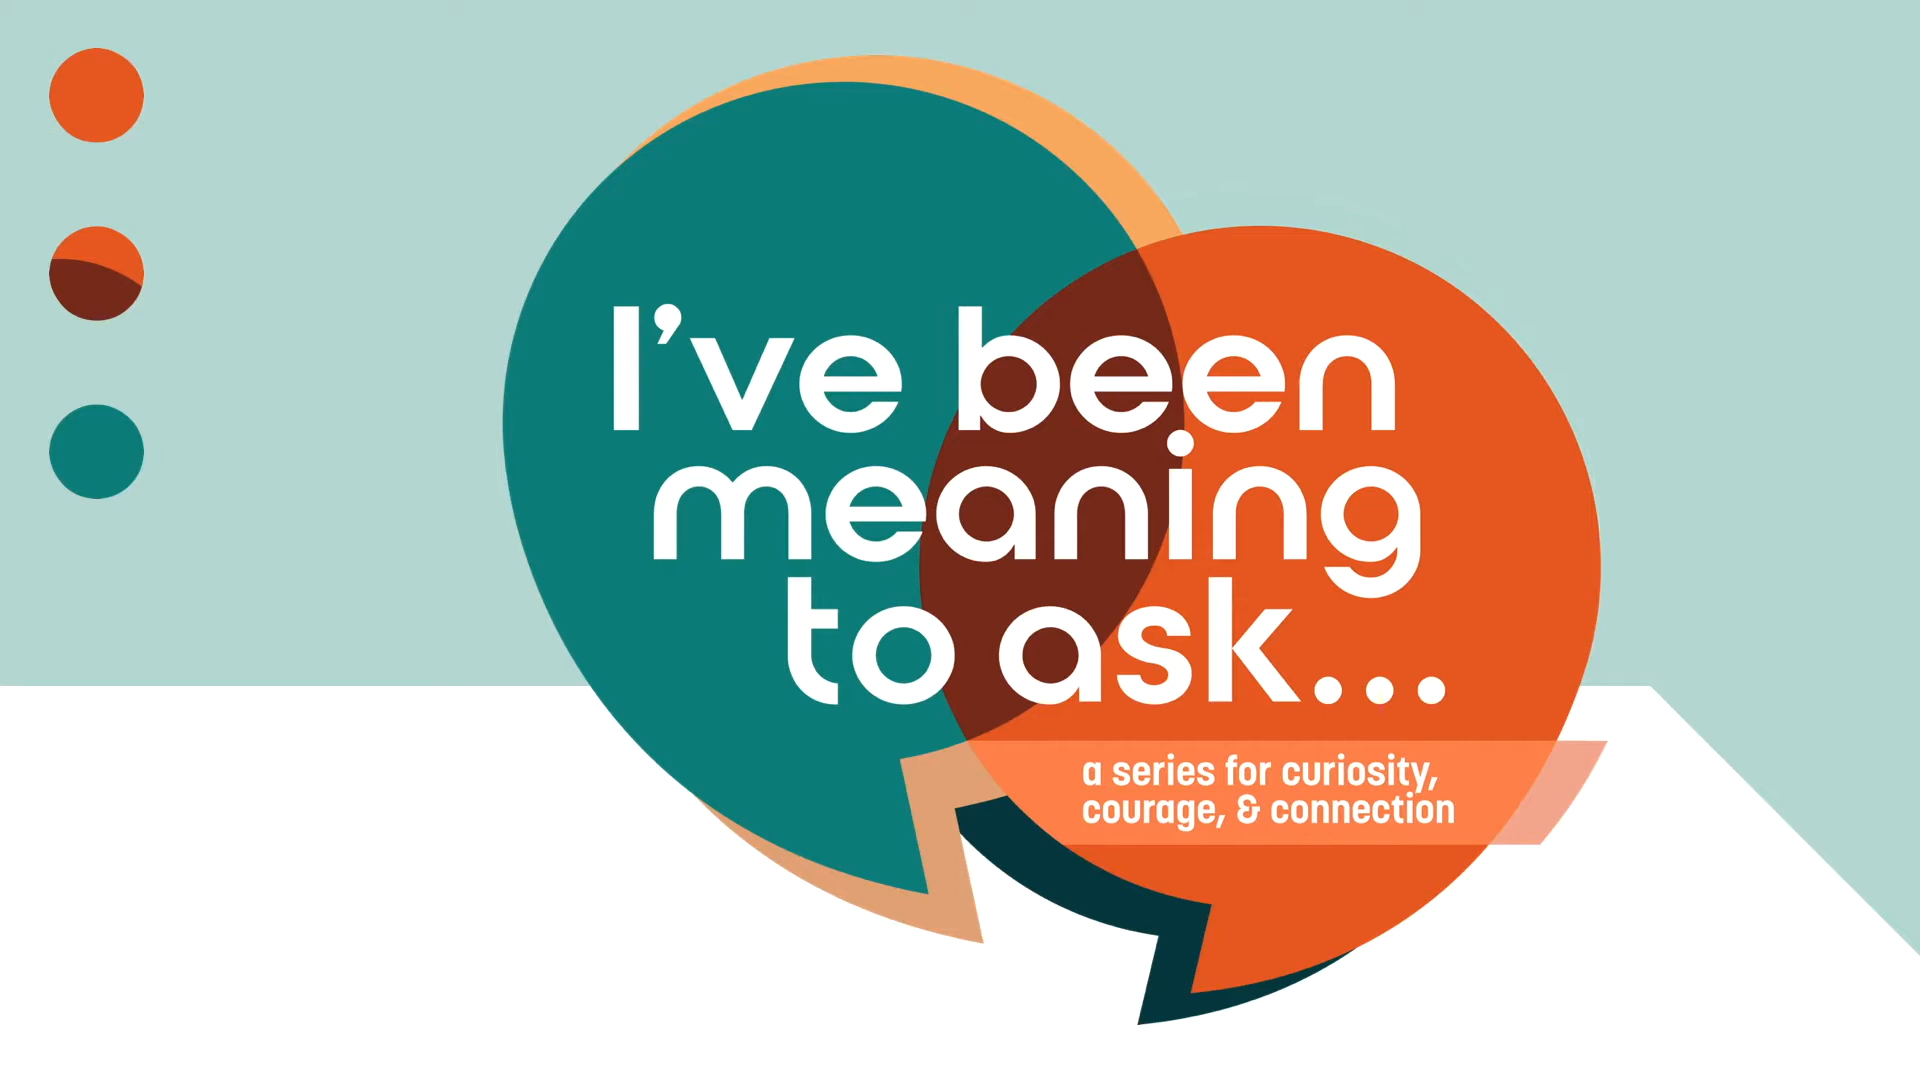 I’ve been
meaning
to ask...
a series for curiosity,
courage, & connection